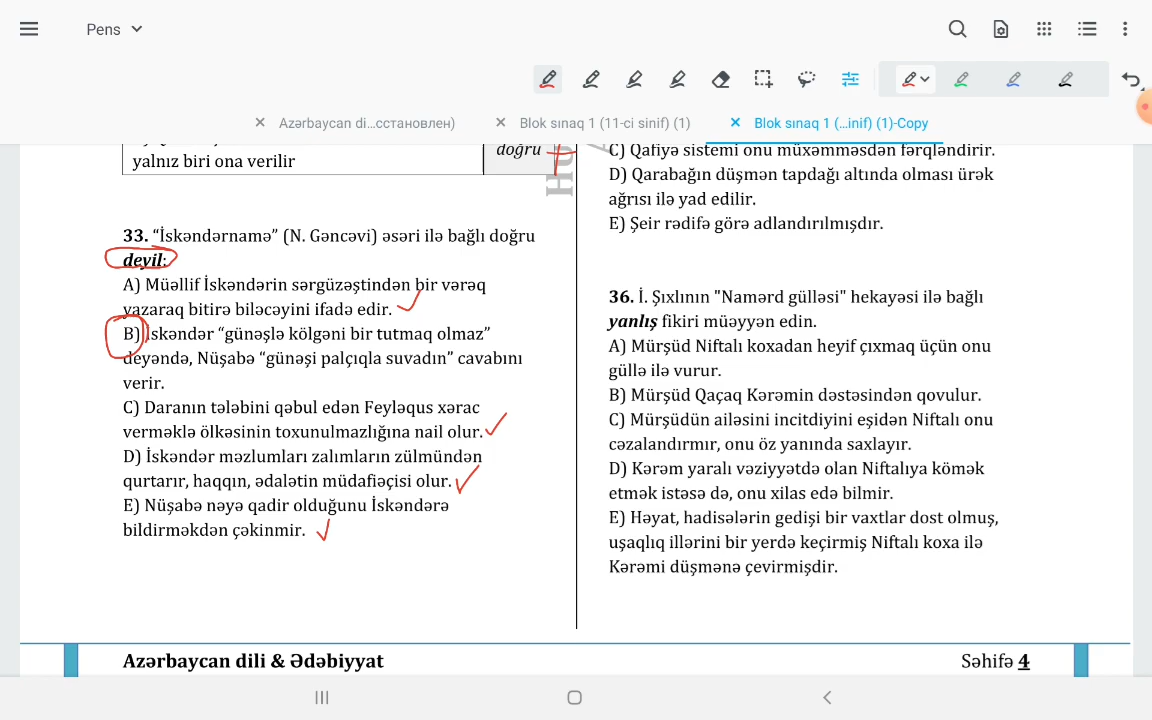 Pens
Azərbaycan di...сстановлен)
Blok sınaq 1 (11-ci sinif) (1)
Blok sınaq 1 (...inif) (1)-Copy
yalnız biri ona verilir
doğru
33. “İskəndərnamə” (N. Gəncəvi) əsəri ilə bağlı doğru
deyil:
A) Müəllif İskəndərin sərgüzəştindən bir vərəq
yazaraq bitirə biləcəyini ifadə edir.
B) İskəndər “günəşlə kölgəni bir tutmaq olmaz”
deyəndə, Nüşabə “günəşi palçıqla suvadın” cavabını
verir.
C) Daranın tələbini qəbul edən Feyləqus xərac
verməklə ölkəsinin toxunulmazlığına nail olur.
D) İskəndər məzlumları zalımların zülmündən
qurtarır, haqqın, ədalətin müdafiəçisi olur.
E) Nüşabə nəyə qadir olduğunu İskəndərə
bildirməkdən çəkinmir.
C) Qafiyə sistemi onu müxəmməsdən fərqləndirir.
D) Qarabağın düşmən tapdağı altında olması ürək
ağrısı ilə yad edilir.
E) Şeir rədifə görə adlandırılmışdır.
36. İ. Şıxlının "Namərd gülləsi" hekayəsi ilə bağlı
yanlış fikiri müəyyən edin.
A) Mürşüd Niftalı koxadan heyif çıxmaq üçün onu
güllə ilə vurur.
B) Mürşüd Qaçaq Kərəmin dəstəsindən qovulur.
C) Mürşüdün ailəsini incitdiyini eşidən Niftalı onu
cəzalandırmır, onu öz yanında saxlayır.
D) Kərəm yaralı vəziyyətdə olan Niftalıya kömək
etmək istəsə də, onu xilas edə bilmir.
E) Həyat, hadisələrin gedişi bir vaxtlar dost olmuş,
uşaqlıq illərini bir yerdə keçirmiş Niftalı koxa ilə
Kərəmi düşmənə çevirmişdir.
Azərbaycan dili & Ədəbiyyat
Səhifə 4